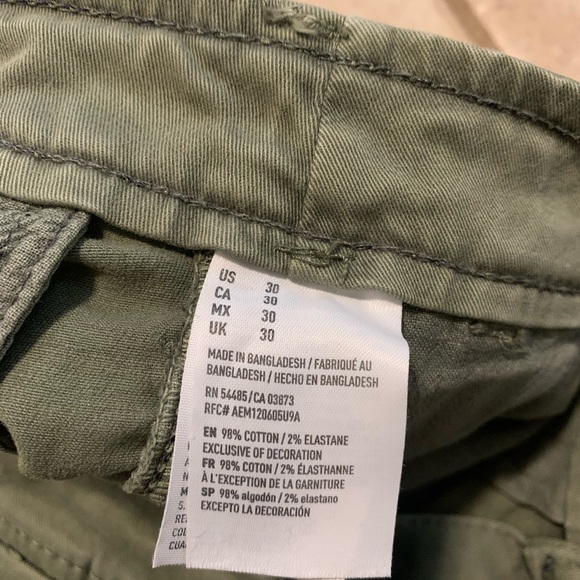 US 30
CA 30
MX 30
UK 30
MADE IN BANGLADESH / FABRIQUÉ AU
BANGLADESH / HECHO EN BANGLADESH
RN 54485/CA 03873
RFC# AEM120605U9A
EN 98% COTTON / 2% ELASTANE
EXCLUSIVE OF DECORATION
FR 98% COTON / 2% ÉLASTHANNE
À L'EXCEPTION DE LA GARNITURE
SP 98% algodón / 2% elastano
EXCEPTO LA DECORACIÓN